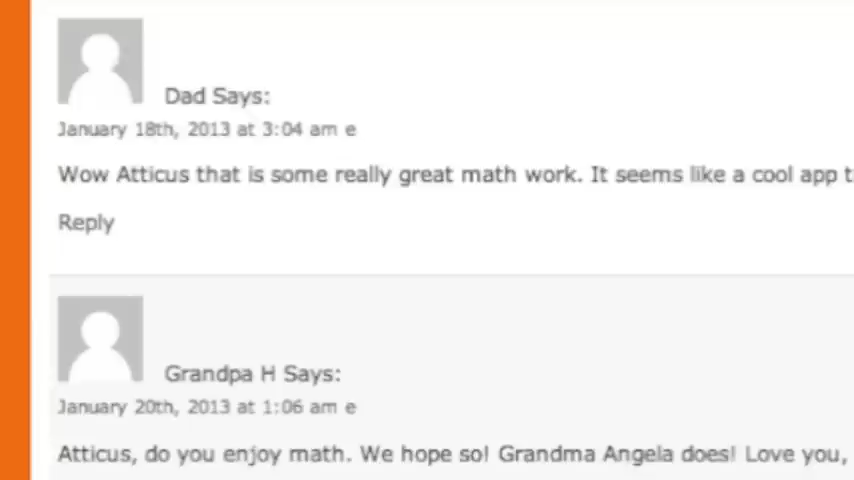 Dad Says:
January 18th, 2013 at 3:04 am e
Wow Atticus that is some really great math work. It seems like a cool app t
Reply
Grandpa H Says:
January 20th, 2013 at 1:06 am e
Atticus, do you enjoy math. We hope so! Grandma Angela does! Love you,